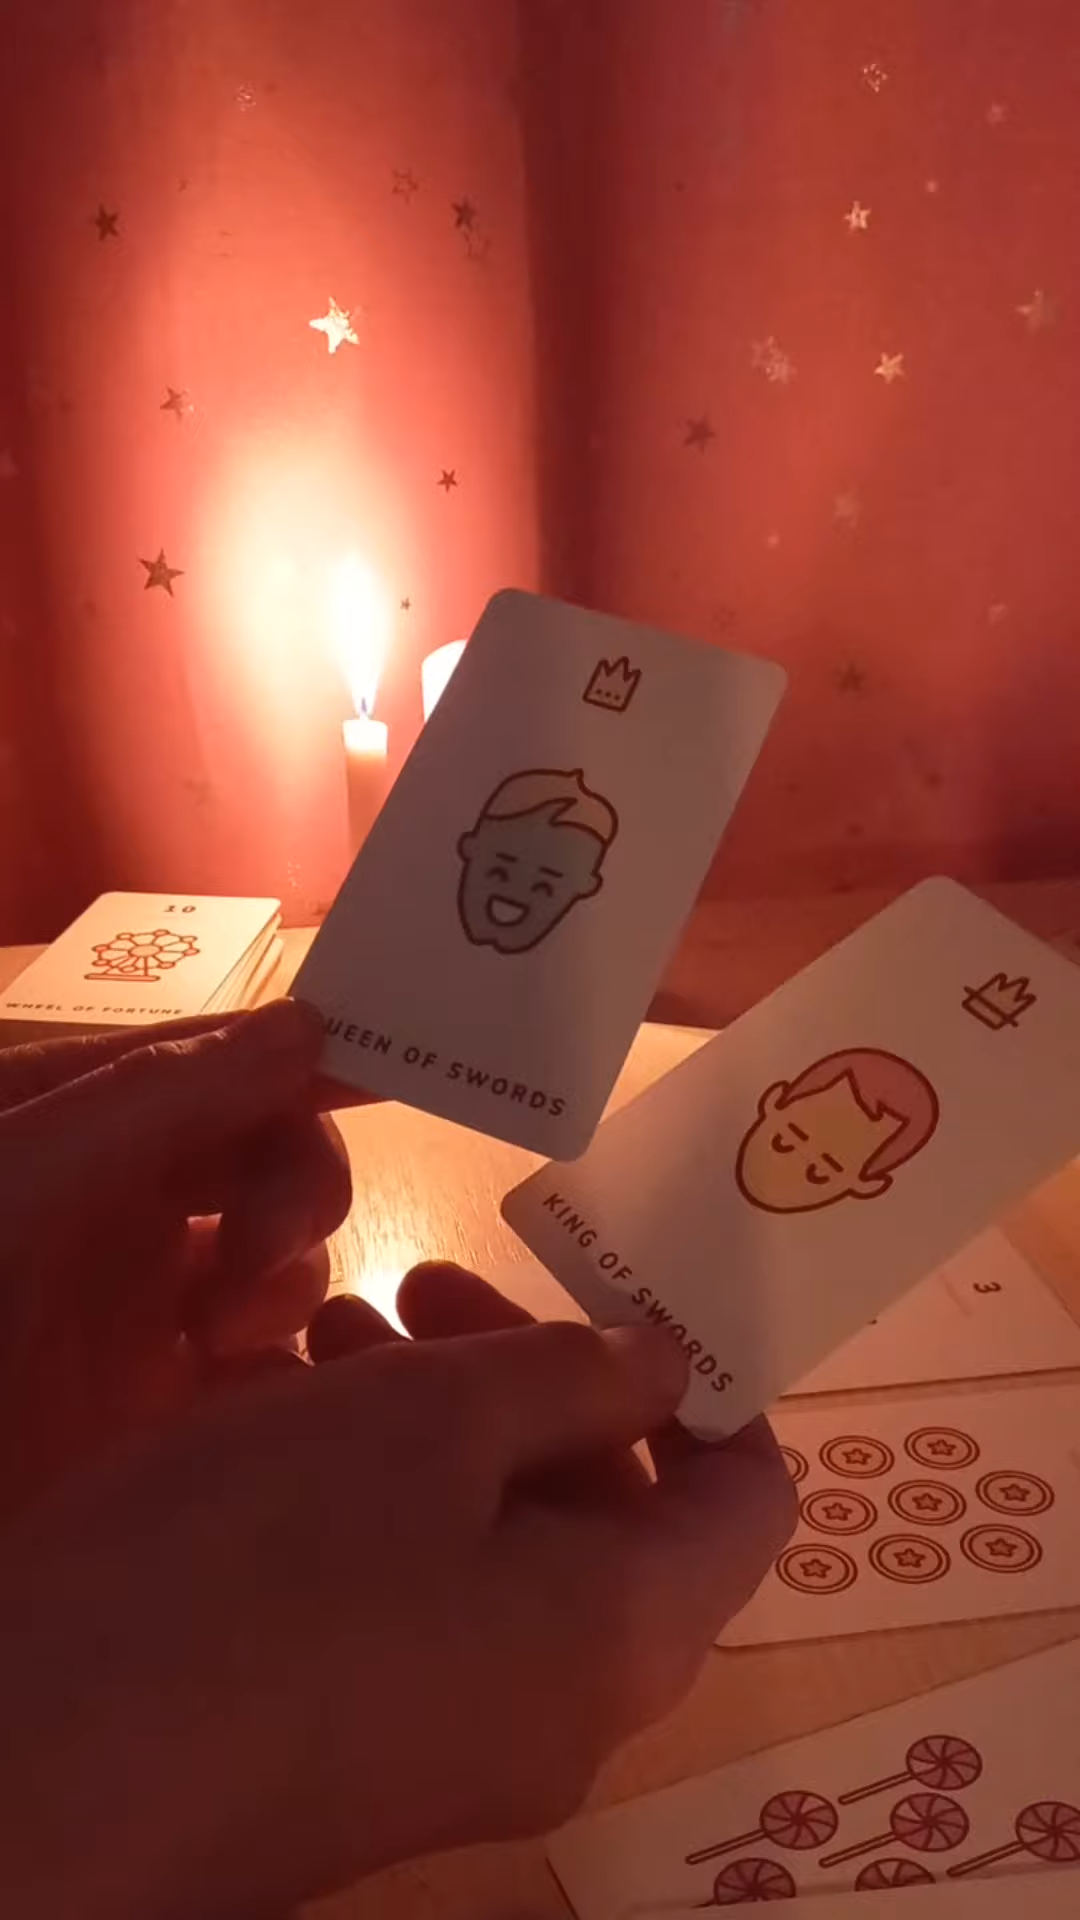 10
WHEEL OF FORTUNE
UEEN OF SWORDS
KING OF SWORDS
3